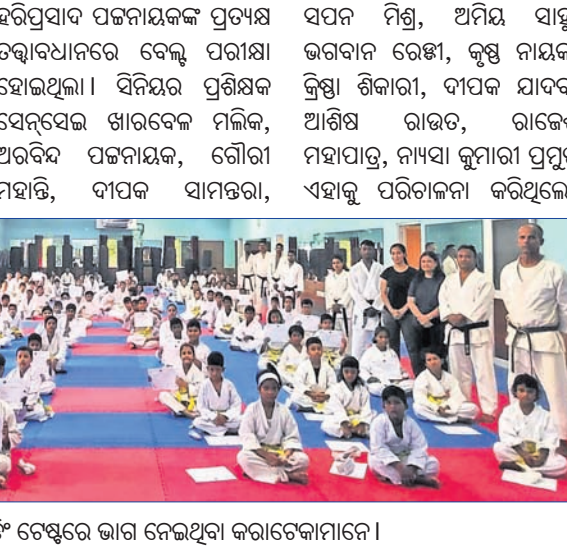 ହରିପ୍ରସାଦ ପଟ୍ଟନାୟକଙ୍କ ପ୍ରତ୍ୟକ୍ଷ
ତତ୍ତ୍ୱାବଧାନରେ ବେଲ୍ଟ ପରୀକ୍ଷା
ହୋଇଥିଲା। ସିନିୟର ପ୍ରଶିକ୍ଷକ
ସେନ୍‌ସେଇ ଖାରବେଳ ମଲିକ,
ଅରବିନ୍ଦ ପଟ୍ଟନାୟକ, ଗୌରୀ
ମହାନ୍ତି, ଦୀପକ ସାମନ୍ତରା,
ସପନ ମିଶ୍ର, ଅମିୟ ସାହୁ
ଭଗବାନ ରେଡ୍ଡୀ, କୃଷ୍ଣ ନାୟକ
କ୍ରିଷ୍ଣା ଶିକାରୀ, ଦୀପକ ଯାଦବ
ଆଶିଷ ରାଉତ,
ମହାପାତ୍ର, ନ୍ୟାସା କୁମାରୀ ପ୍ରମୁଖ
ଏହାକୁ ପରିଚାଳନା କରିଥିଲେ
ଟେଷ୍ଟରେ ଭାଗ ନେଇଥିବା କରାଟେକାମାନେ।